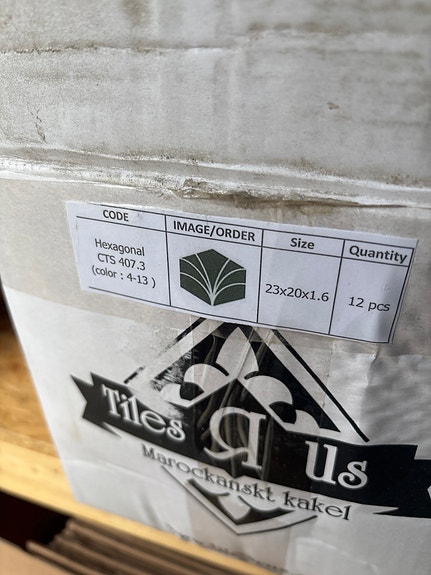 CODE IMAGE/ORDER Size Quantity
Hexagonal
CTS 407.3
(color : 4-13 )
23x20x1.6
12 pcs
Tiles Я us
Marockanskt kakel